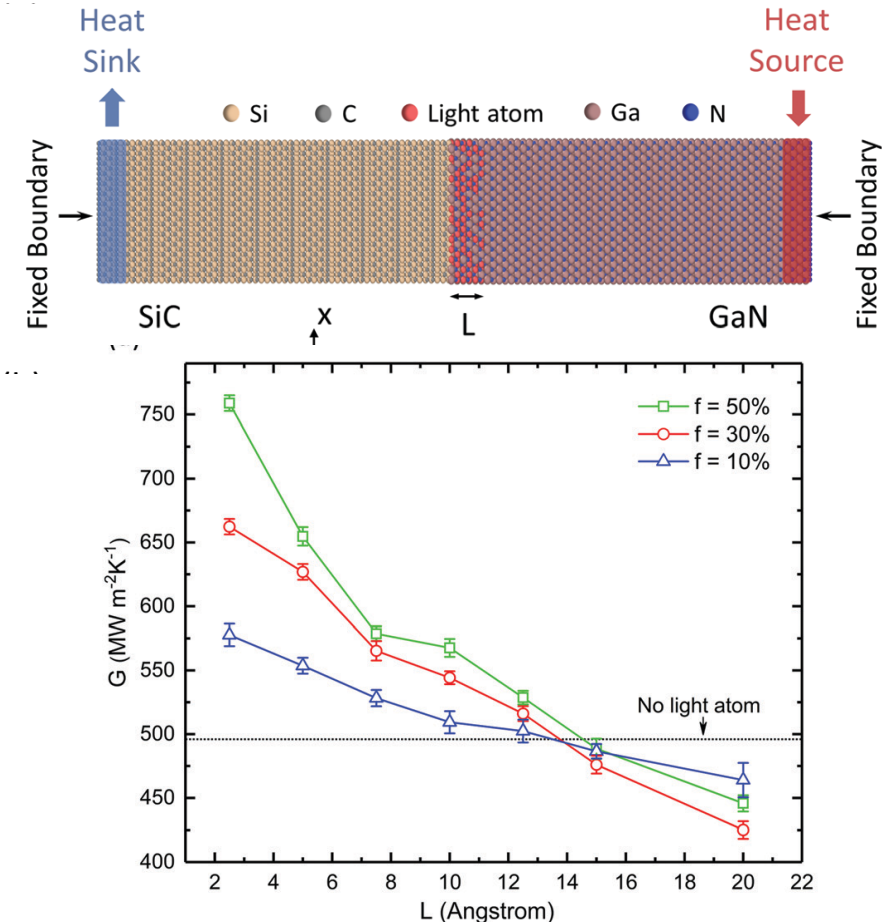 Heat
Sink
Heat
Source
Si
C
Light atom
Ga
N
Fixed Boundary
Fixed Boundary
SiC
x
L
GaN
750
700
650
600
550
500
450
400
G (MW m⁻²K⁻¹)
f = 50%
f = 30%
f = 10%
No light atom
2 4 6 8 10 12 14 16 18 20 22
L (Angstrom)